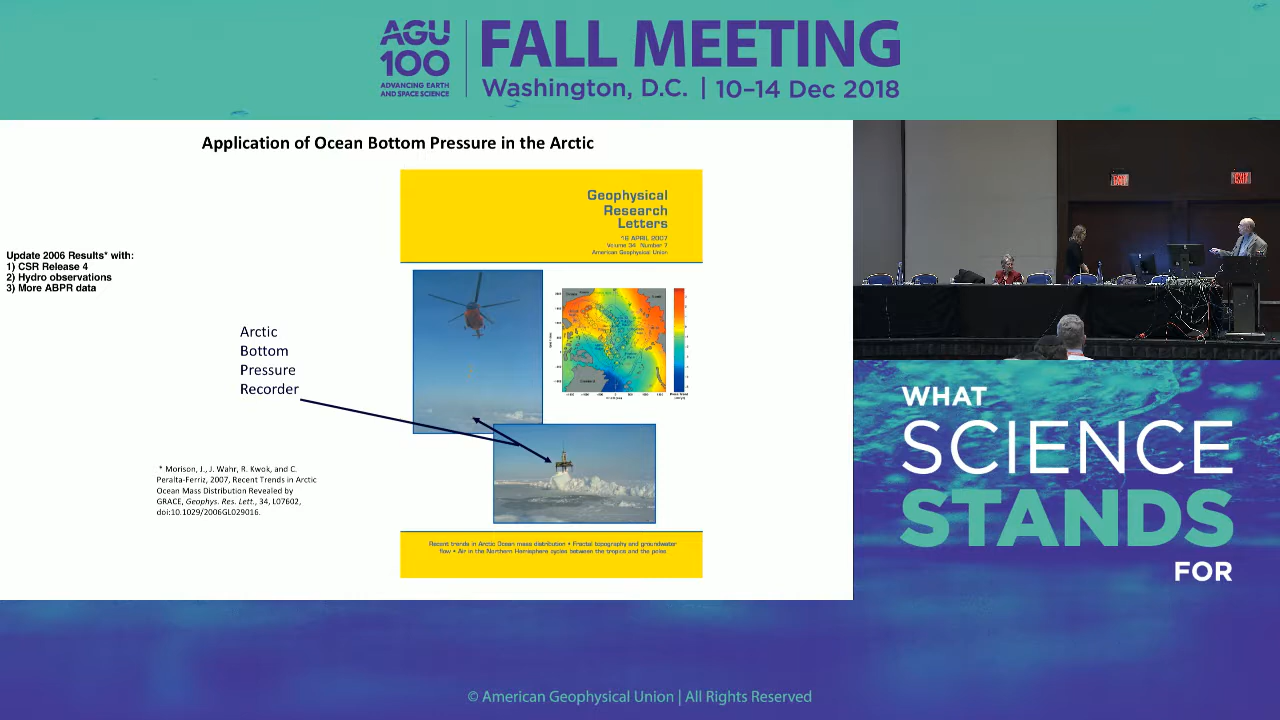 AGU
100
ADVANCING EARTH
AND SPACE SCIENCE
FALL MEETING
Washington, D.C. | 10–14 Dec 2018
Application of Ocean Bottom Pressure in the Arctic
Update 2006 Results* with:
1) CSR Release 4
2) Hydro observations
3) More ABPR data
Arctic
Bottom
Pressure
Recorder
* Morison, J., J. Wahr, R. Kwok, and C.
Peralta-Ferriz, 2007, Recent Trends in Arctic
Ocean Mass Distribution Revealed by
GRACE, Geophys. Res. Lett., 34, L07602,
doi:10.1029/2006GL029016.
Geophysical
Research
Letters
16 APRIL 2007
Volume 34 Number 7
American Geophysical Union
Recent trends in Arctic Ocean mass distribution • Fractal topography and groundwater
flow • Air in the Northern Hemisphere cycles between the tropics and the poles
EXIT
EXIT
WHAT
SCIENCE
STANDS
FOR
© American Geophysical Union | All Rights Reserved